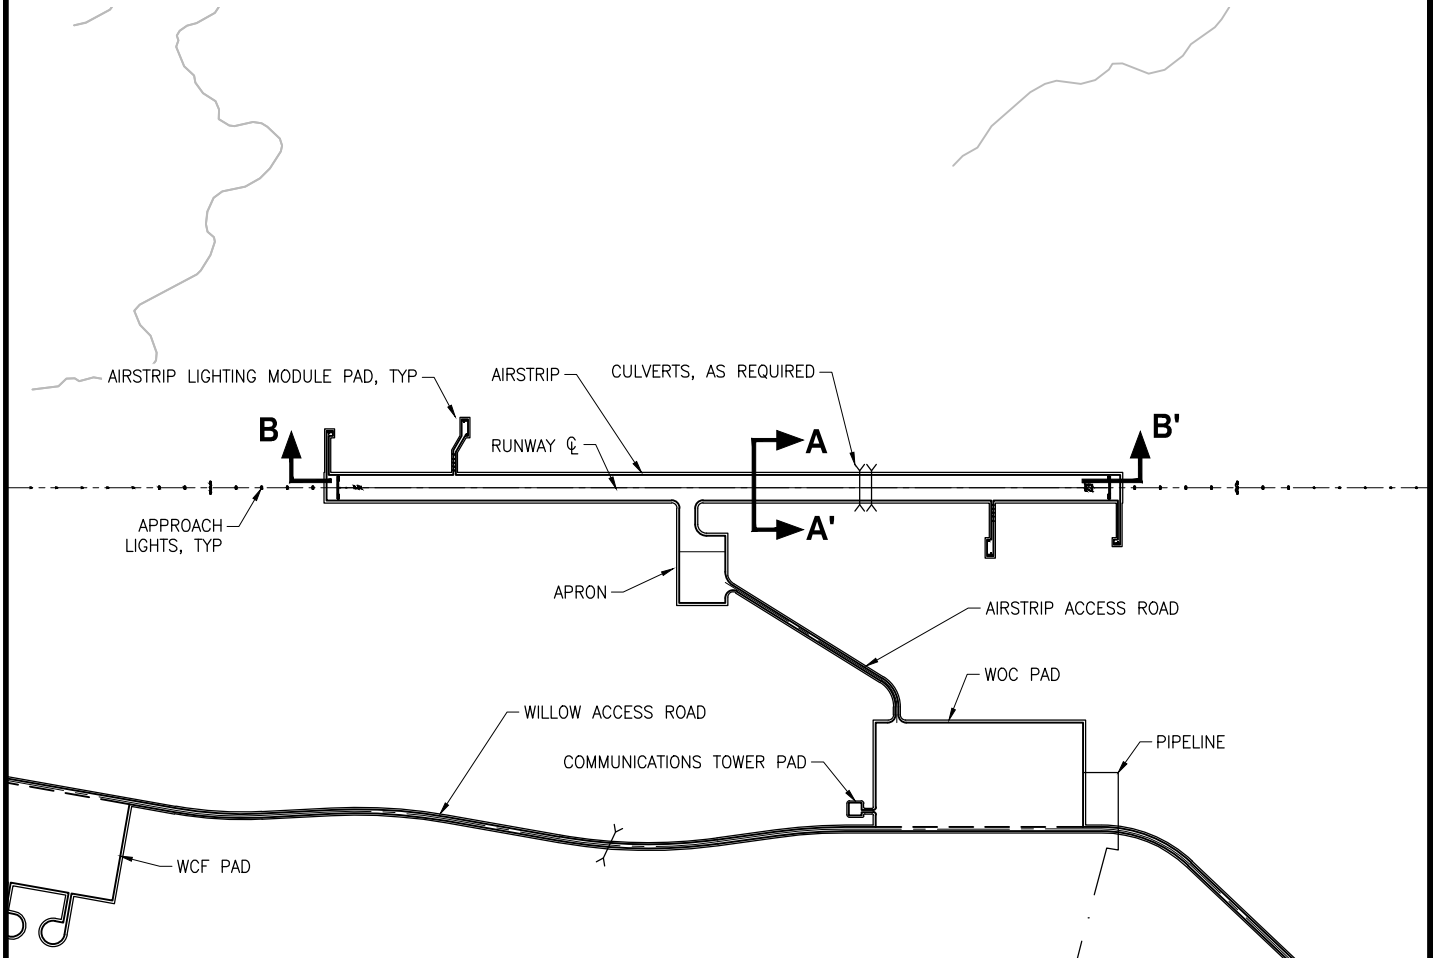 AIRSTRIP LIGHTING MODULE PAD, TYP
AIRSTRIP
CULVERTS, AS REQUIRED
B
RUNWAY ℄
A
B'
APPROACH
LIGHTS, TYP
A'
APRON
AIRSTRIP ACCESS ROAD
WOC PAD
WILLOW ACCESS ROAD
PIPELINE
COMMUNICATIONS TOWER PAD
WCF PAD